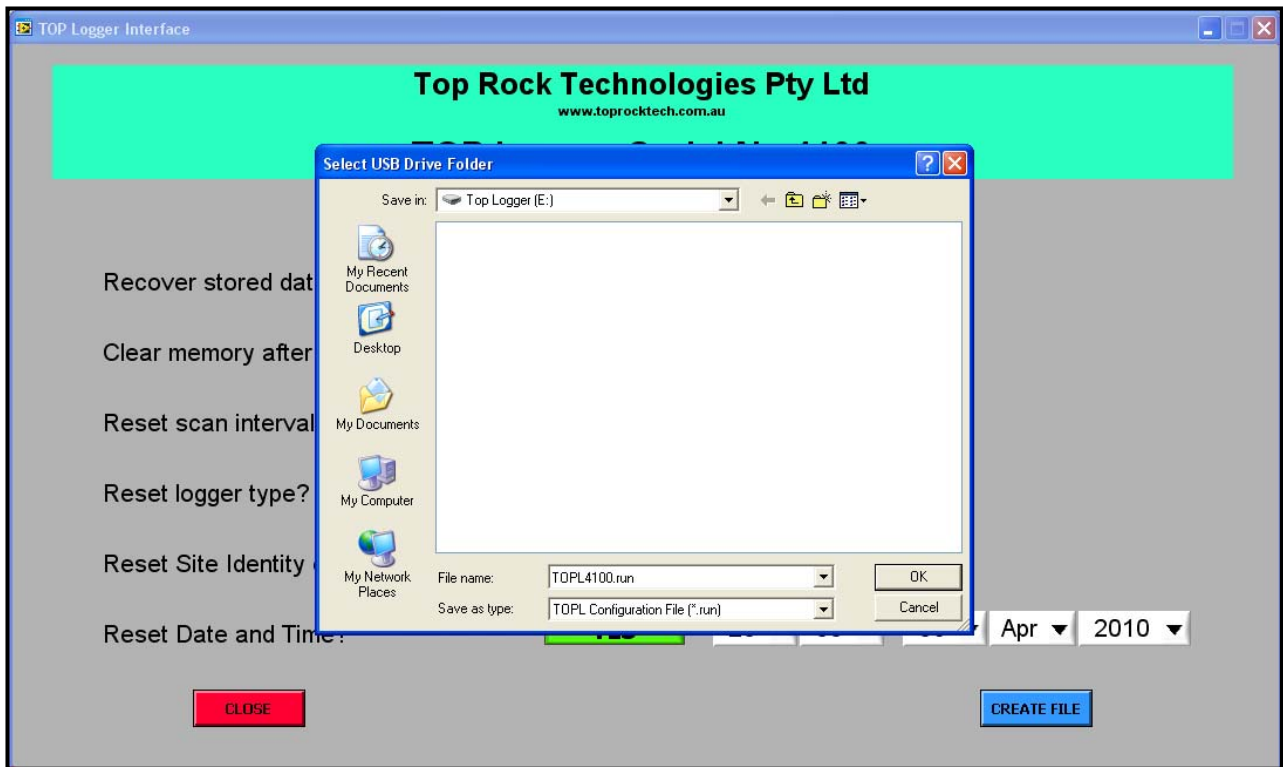 TOP Logger Interface
Top Rock Technologies Pty Ltd
www.toprocktech.com.au
Select USB Drive Folder
Save in: Top Logger (E:)
My Recent
Documents
Desktop
My Documents
My Computer
My Network
Places
File name: TOPL4100.run OK
Save as type: TOPL Configuration File (*.run) Cancel
Recover stored dat
Clear memory after
Reset scan interval
Reset logger type?
Reset Site Identity
Reset Date and Time? YES Apr 2010
CLOSE
CREATE FILE